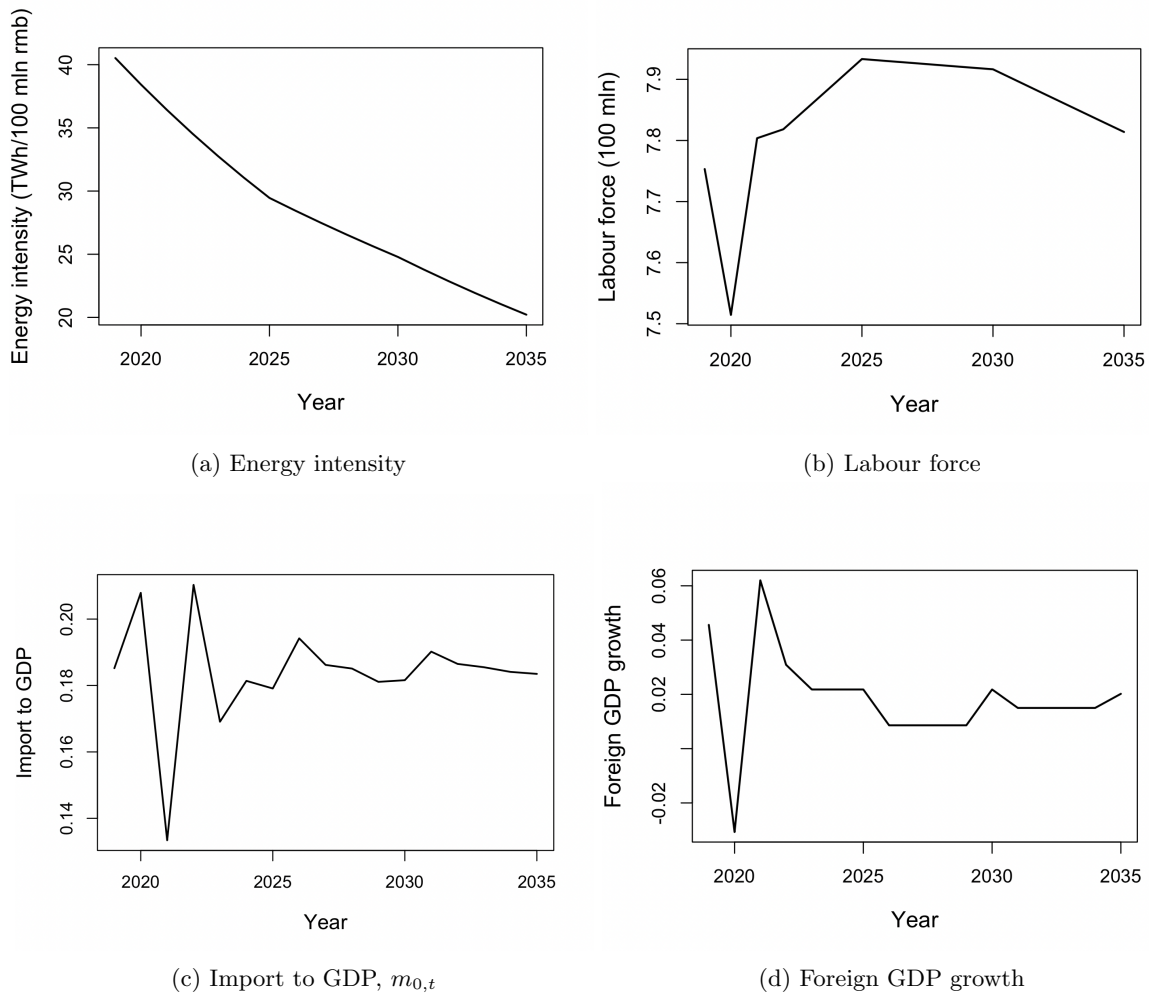 Energy intensity (TWh/100 mln rmb)
40
35
30
25
20
2020 2025 2030 2035
Year
(a) Energy intensity
Labour force (100 mln)
7.9
7.8
7.7
7.6
7.5
2020 2025 2030 2035
Year
(b) Labour force
Import to GDP
0.20
0.18
0.16
0.14
2020 2025 2030 2035
Year
(c) Import to GDP, m0,t
Foreign GDP growth
0.06
0.04
0.02
-0.02
2020 2025 2030 2035
Year
(d) Foreign GDP growth